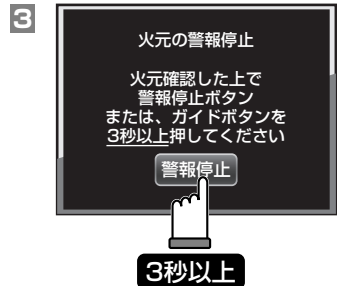 3
火元の警報停止
火元確認した上で
警報停止ボタン
または、ガイドボタンを
3秒以上押してください
警報停止
3秒以上